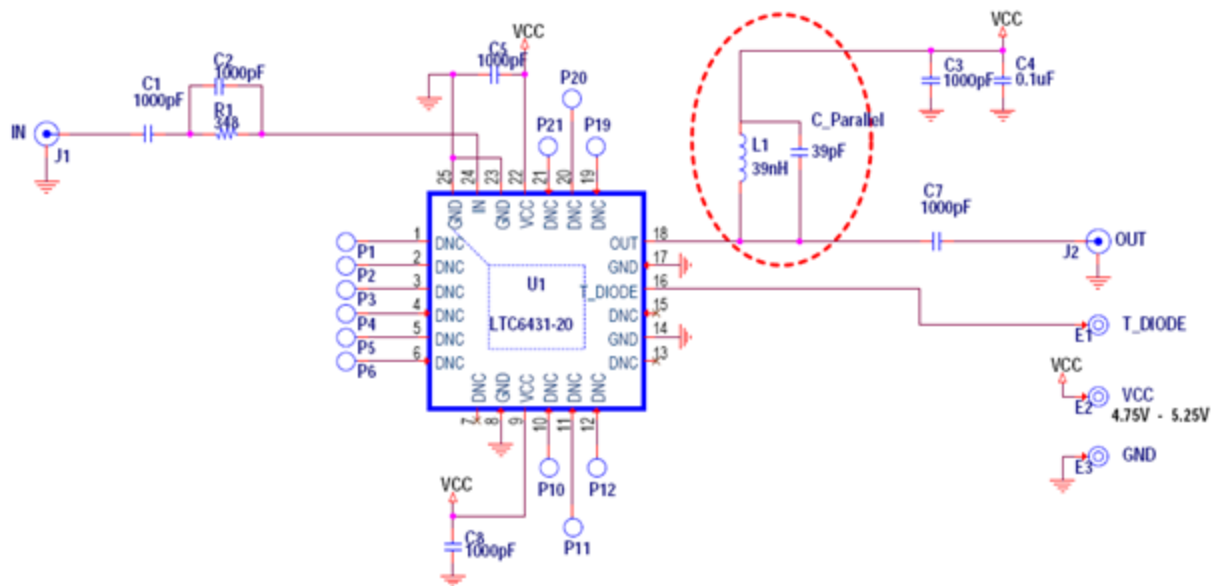 VCC
C5
1000pF
C2
1000pF
C1
1000pF
R1
348
IN
J1
P20
P21
P19
VCC
C3
1000pF
C4
0.1uF
C_Parallel
L1
39nH
39pF
C7
1000pF
25
24
23
22
21
20
19
GND
IN
GND
VCC
DNC
DNC
DNC
P1
1
DNC
P2
2
DNC
P3
3
DNC
P4
4
DNC
P5
5
DNC
P6
6
DNC
U1
LTC6431-20
OUT
18
GND
17
T_DIODE
16
DNC
15
GND
14
DNC
13
J2
OUT
E1
T_DIODE
VCC
E2
VCC
4.75V - 5.25V
E3
GND
DNC
GND
VCC
DNC
DNC
DNC
7
8
9
10
11
12
P10
P12
P11
VCC
C8
1000pF